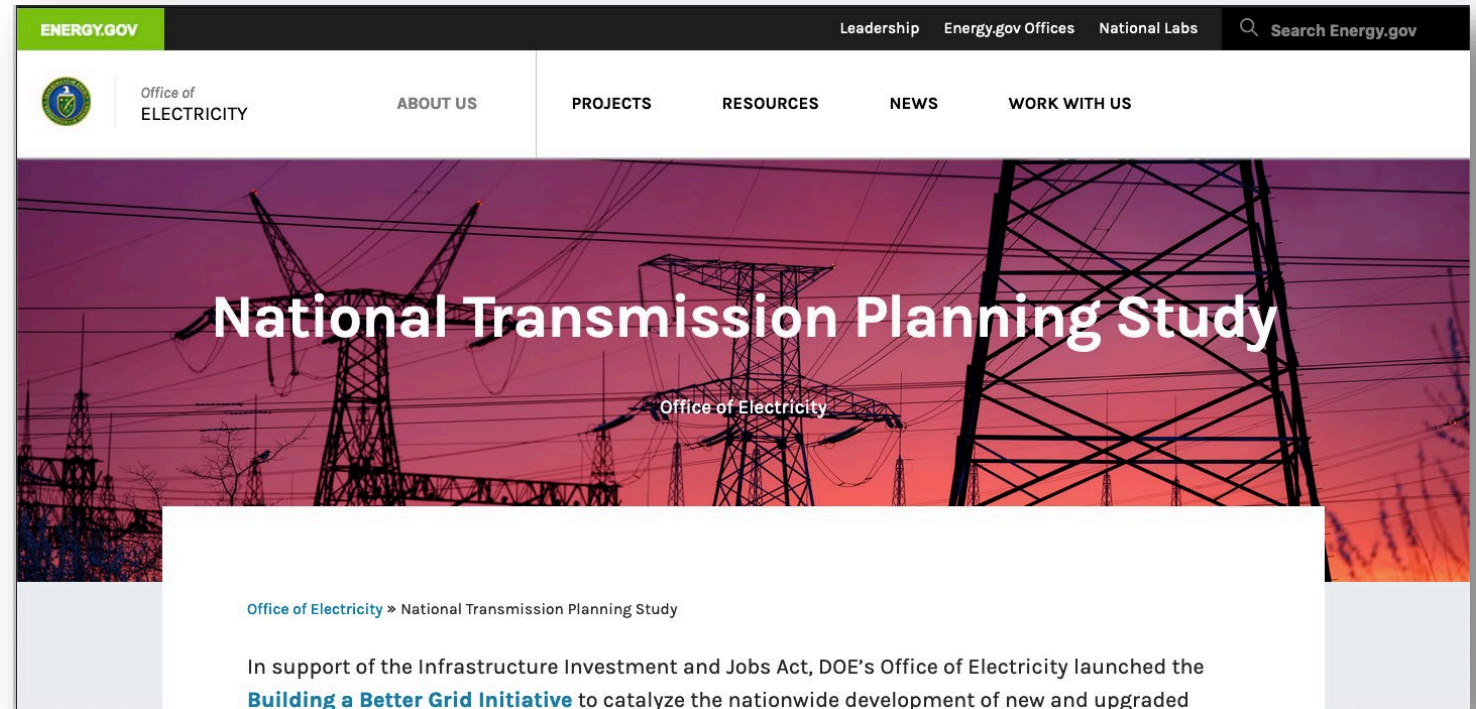 ENERGY.GOV
Leadership Energy.gov Offices National Labs Search Energy.gov
Office of
ELECTRICITY
ABOUT US PROJECTS RESOURCES NEWS WORK WITH US
National Transmission Planning Study
Office of Electricity
Office of Electricity » National Transmission Planning Study
In support of the Infrastructure Investment and Jobs Act, DOE’s Office of Electricity launched the
Building a Better Grid Initiative to catalyze the nationwide development of new and upgraded